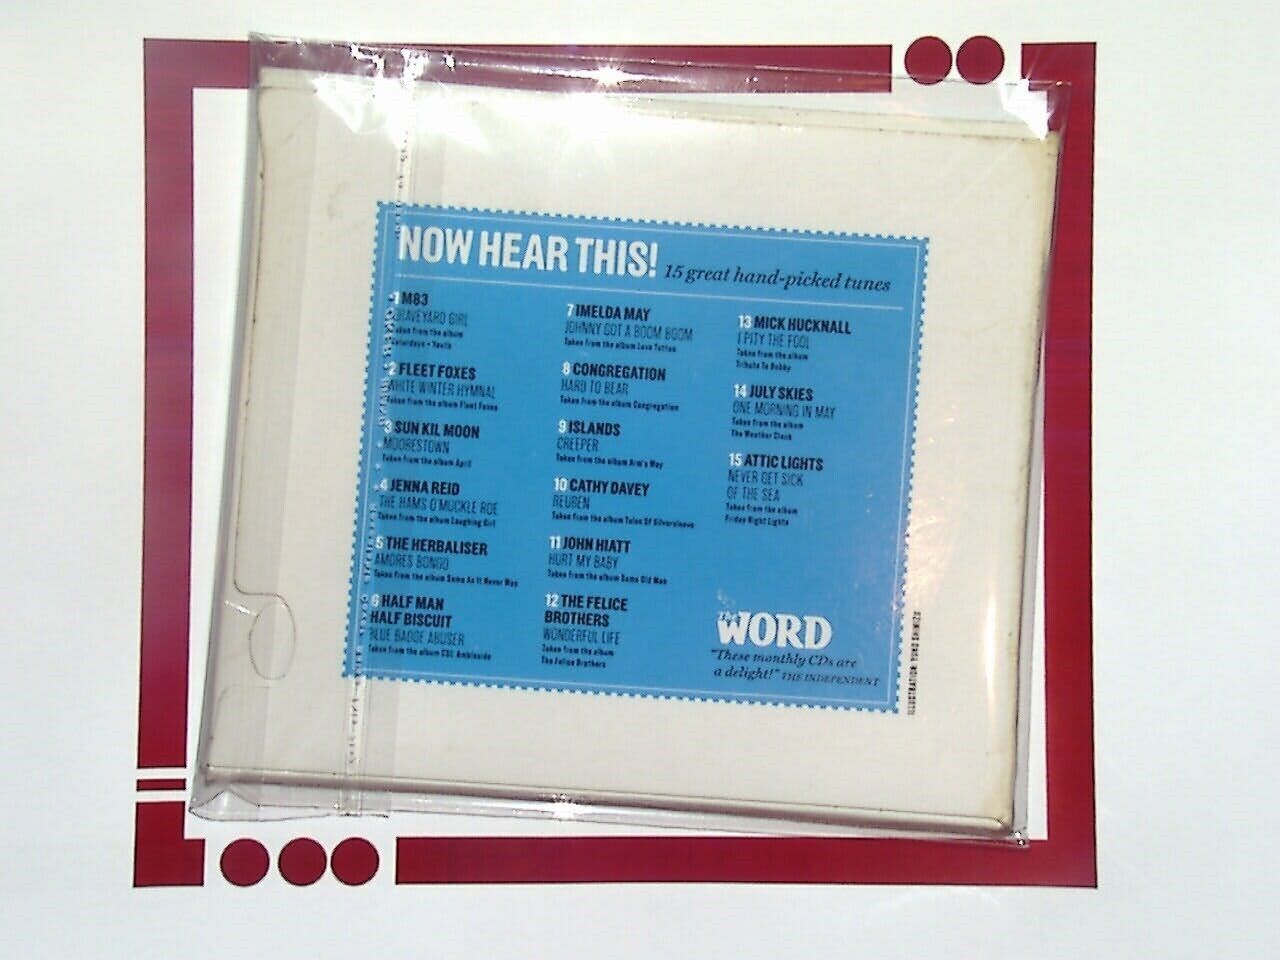 NOW HEAR THIS! 15 great hand-picked tunes
1 M83
GRAVEYARD GIRL
Taken from the album
Saturdays = Youth
2 FLEET FOXES
WHITE WINTER HYMNAL
Taken from the album Fleet Foxes
3 SUN KIL MOON
MOORESTOWN
Taken from the album April
4 JENNA REID
THE HAMS O'MUCKLE ROE
Taken from the album Laughing Girl
5 THE HERBALISER
AMORES BONGO
Taken from the album Same As It Never Was
6 HALF MAN
HALF BISCUIT
BLUE BADGE ABUSER
Taken from the album CSI: Ambleside
7 IMELDA MAY
JOHNNY GOT A BOOM BOOM
Taken from the album Love Tattoo
8 CONGREGATION
HARD TO BEAR
Taken from the album Congregation
9 ISLANDS
CREEPER
Taken from the album Arm's Way
10 CATHY DAVEY
REUBEN
Taken from the album Tales Of Silversleeve
11 JOHN HIATT
HURT MY BABY
Taken from the album Same Old Man
12 THE FELICE
BROTHERS
WONDERFUL LIFE
Taken from the album
The Felice Brothers
13 MICK HUCKNALL
I PITY THE FOOL
Taken from the album
Tribute To Bobby
14 JULY SKIES
ONE MORNING IN MAY
Taken from the album
The Weather Clock
15 ATTIC LIGHTS
NEVER GET SICK
OF THE SEA
Taken from the album
Friday Night Lights
The WORD
"These monthly CDs are
a delight!" THE INDEPENDENT
ILLUSTRATION: YUKO SHIMIZU